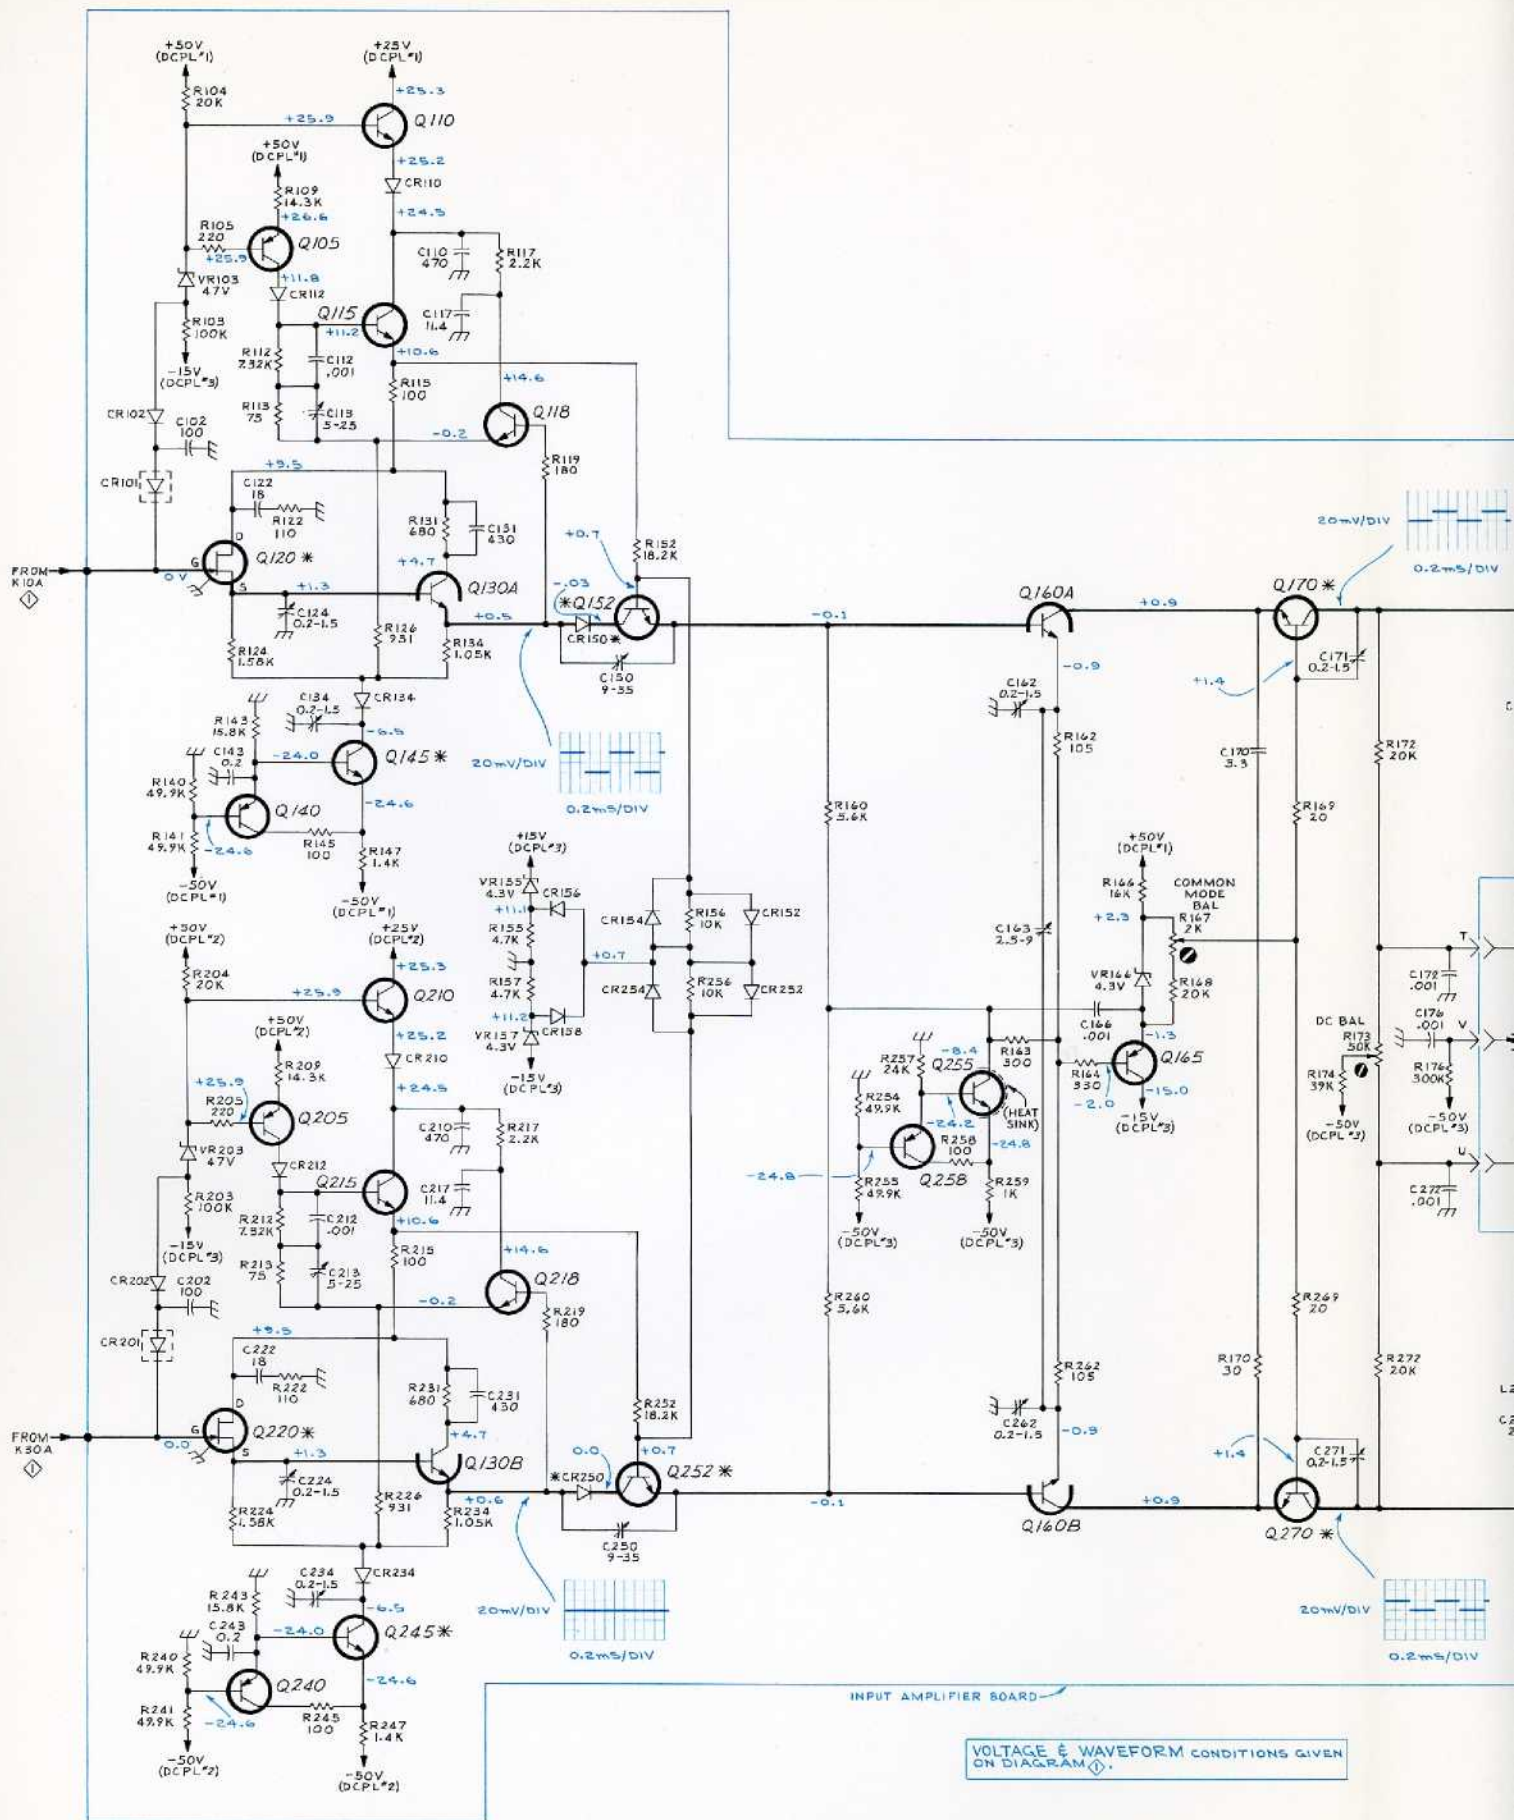 +50V
(DCPL#1)
+25V
(DCPL#1)
R104
20K
+25.3
+25.9
Q110
+50V
(DCPL#1)
+25.2
CR110
R109
14.3K
+26.6
+24.5
R105
220
+25.9
Q105
C110
470
R117
2.2K
VR103
47V
+11.8
CR112
Q115
C117
11.4
R103
100K
+11.2
-15V
(DCPL#3)
R112
7.32K
C112
.001
+10.6
R115
100
+14.6
CR102
C102
100
R113
75
C113
5-25
Q118
-0.2
R119
180
+9.5
CR101
C122
18
R122
110
R131
680
C131
430
+0.7
R152
18.2K
20mV/DIV
0.2mS/DIV
FROM
K10A
1
G
D
S
0V
Q120*
+4.7
Q130A
+1.3
C124
0.2-1.5
-.03
*Q152
+0.5
CR150*
-0.1
Q160A
+0.9
Q170*
R124
1.58K
R126
931
R134
1.05K
C150
9-35
-0.9
C171
0.2-1.5
+1.4
C162
0.2-1.5
C134
0.2-1.5
CR134
R143
15.8K
-6.5
R162
105
C170
3.3
R172
20K
C143
0.2
-24.0
Q145*
20mV/DIV
0.2mS/DIV
R140
49.9K
Q140
-24.6
R160
5.6K
R169
20
R141
49.9K
-24.6
R145
100
R147
1.4K
+15V
(DCPL#3)
+50V
(DCPL#1)
-50V
(DCPL#1)
-50V
(DCPL#1)
VR155
4.3V
CR156
+11.1
R155
4.7K
CR154
R156
10K
CR152
R166
16K
COMMON
MODE
BAL
R167
2K
+2.3
+50V
(DCPL#2)
+25V
(DCPL#2)
+0.7
C163
2.5-9
T
R204
20K
+25.3
+25.9
Q210
R157
4.7K
+11.2
CR254
R256
10K
CR252
VR166
4.3V
R168
20K
C172
.001
+50V
(DCPL#2)
+25.2
CR210
VR157
4.3V
CR158
C166
.001
-1.3
DC BAL
R173
50K
C176
.001
V
R209
14.3K
+25.9
+24.5
-15V
(DCPL#3)
R257
24K
-8.4
Q255
R163
300
R164
330
-2.0
Q165
-15.0
R174
39K
R176
300K
R205
220
Q205
R254
49.9K
(HEAT
SINK)
-15V
(DCPL#3)
-50V
(DCPL#3)
-50V
(DCPL#3)
C210
470
R217
2.2K
-24.2
R258
100
-24.8
VR203
47V
CR212
-24.8
Q258
R255
49.9K
R259
1K
U
Q215
C217
11.4
C272
.001
R203
100K
R212
7.32K
C212
.001
+10.6
-15V
(DCPL#3)
-50V
(DCPL#3)
-50V
(DCPL#3)
R215
100
+14.6
CR202
C202
100
R213
75
C213
5-25
Q218
-0.2
R219
180
R260
5.6K
R269
20
CR201
+9.5
C222
18
R222
110
R231
680
C231
430
R252
18.2K
R262
105
R170
30
R272
20K
FROM
K30A
1
G
D
S
0.0
Q220*
+4.7
C262
0.2-1.5
-0.9
+1.4
C271
0.2-1.5
+1.3
Q130B
0.0
+0.7
*CR250
Q252*
C224
0.2-1.5
R224
1.58K
R226
931
+0.6
R234
1.05K
-0.1
+0.9
Q160B
Q270*
C250
9-35
C234
0.2-1.5
CR234
R243
15.8K
-6.5
20mV/DIV
0.2mS/DIV
20mV/DIV
0.2mS/DIV
C243
0.2
-24.0
Q245*
R240
49.9K
Q240
-24.6
R241
49.9K
-24.6
R245
100
R247
1.4K
INPUT AMPLIFIER BOARD
-50V
(DCPL#2)
-50V
(DCPL#2)
VOLTAGE & WAVEFORM CONDITIONS GIVEN
ON DIAGRAM 1.